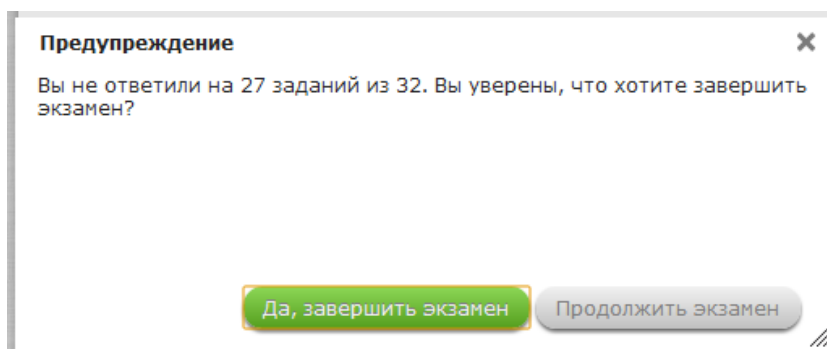 Предупреждение
Вы не ответили на 27 заданий из 32. Вы уверены, что хотите завершить
экзамен?
Да, завершить экзамен
Продолжить экзамен